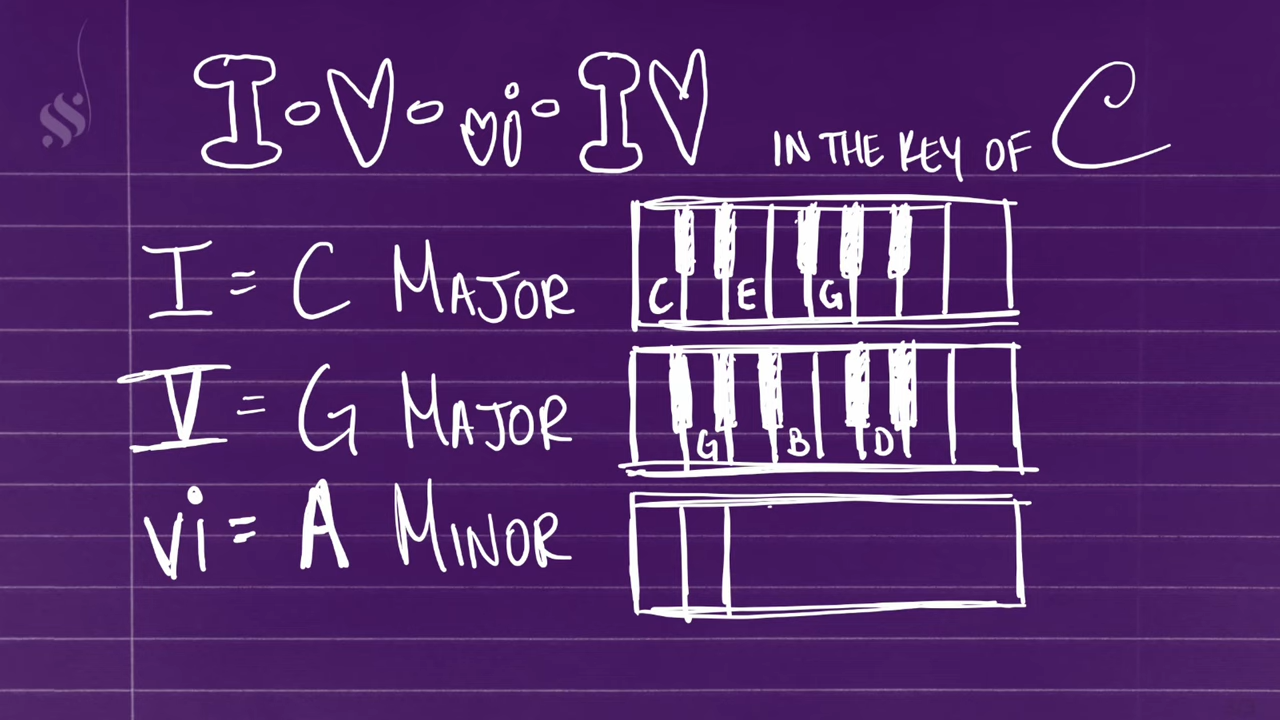 I-V-vi-IV IN THE KEY OF C
I = C MAJOR
C E G
V = G MAJOR
G B D
vi = A MINOR